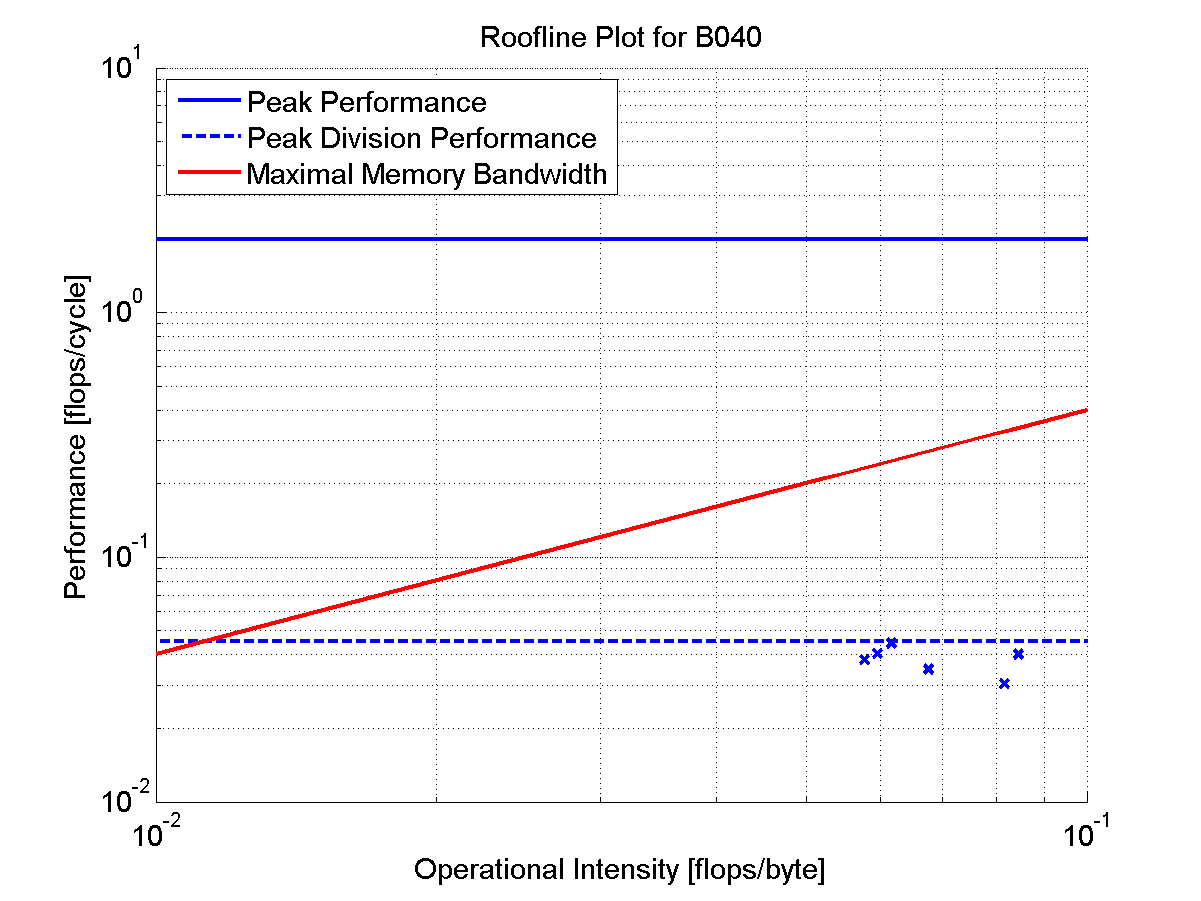 Roofline Plot for B040
Peak Performance
Peak Division Performance
Maximal Memory Bandwidth
Performance [flops/cycle]
10^1
10^0
10^-1
10^-2
10^-2
10^-1
Operational Intensity [flops/byte]